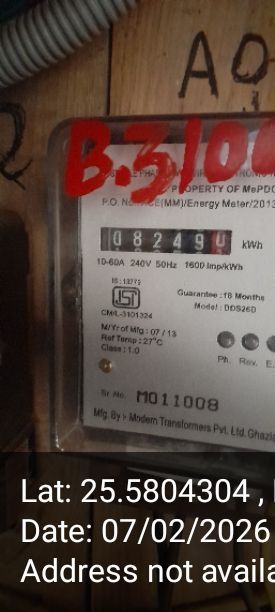 AO
B.310
PROPERTY OF MePDC
(MM)/Energy Meter/2013
082490 kWh
10-60A 240V 50Hz 1600 Imp/kWh
IS:13779
ISI
CM/L-3101324
Guarantee :18 Months
Model : DDS26D
M/Yr of Mfg : 07 / 13
Ref Temp : 27°C
Class : 1.0
Ph. Rev. E.
Sr. No. M011008
Mfg. By :- Modern Transformers Pvt. Ltd. Ghazia
Lat: 25.5804304 ,
Date: 07/02/2026
Address not availa